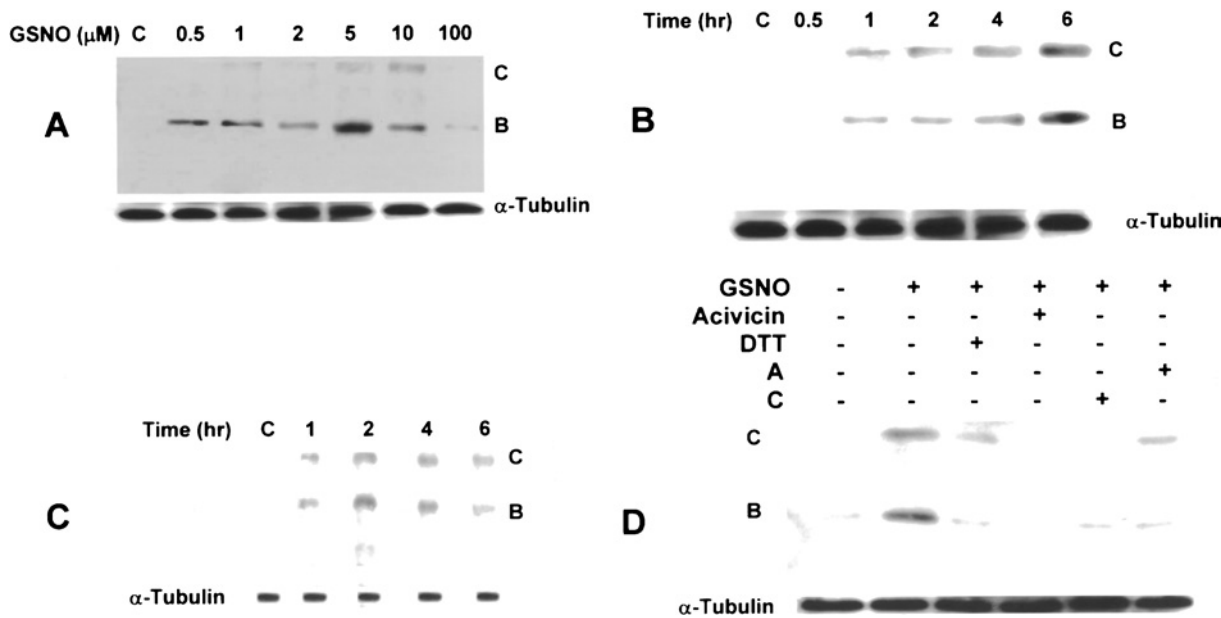 GSNO (μM) C 0.5 1 2 5 10 100
C
A
B
α-Tubulin
Time (hr) C 0.5 1 2 4 6
C
B
B
α-Tubulin
GSNO - + + + + +
Acivicin - - - + - -
DTT - - + - - -
A - - - - - +
C - - - - + -
C
B
D
α-Tubulin
Time (hr) C 1 2 4 6
C
B
C
α-Tubulin